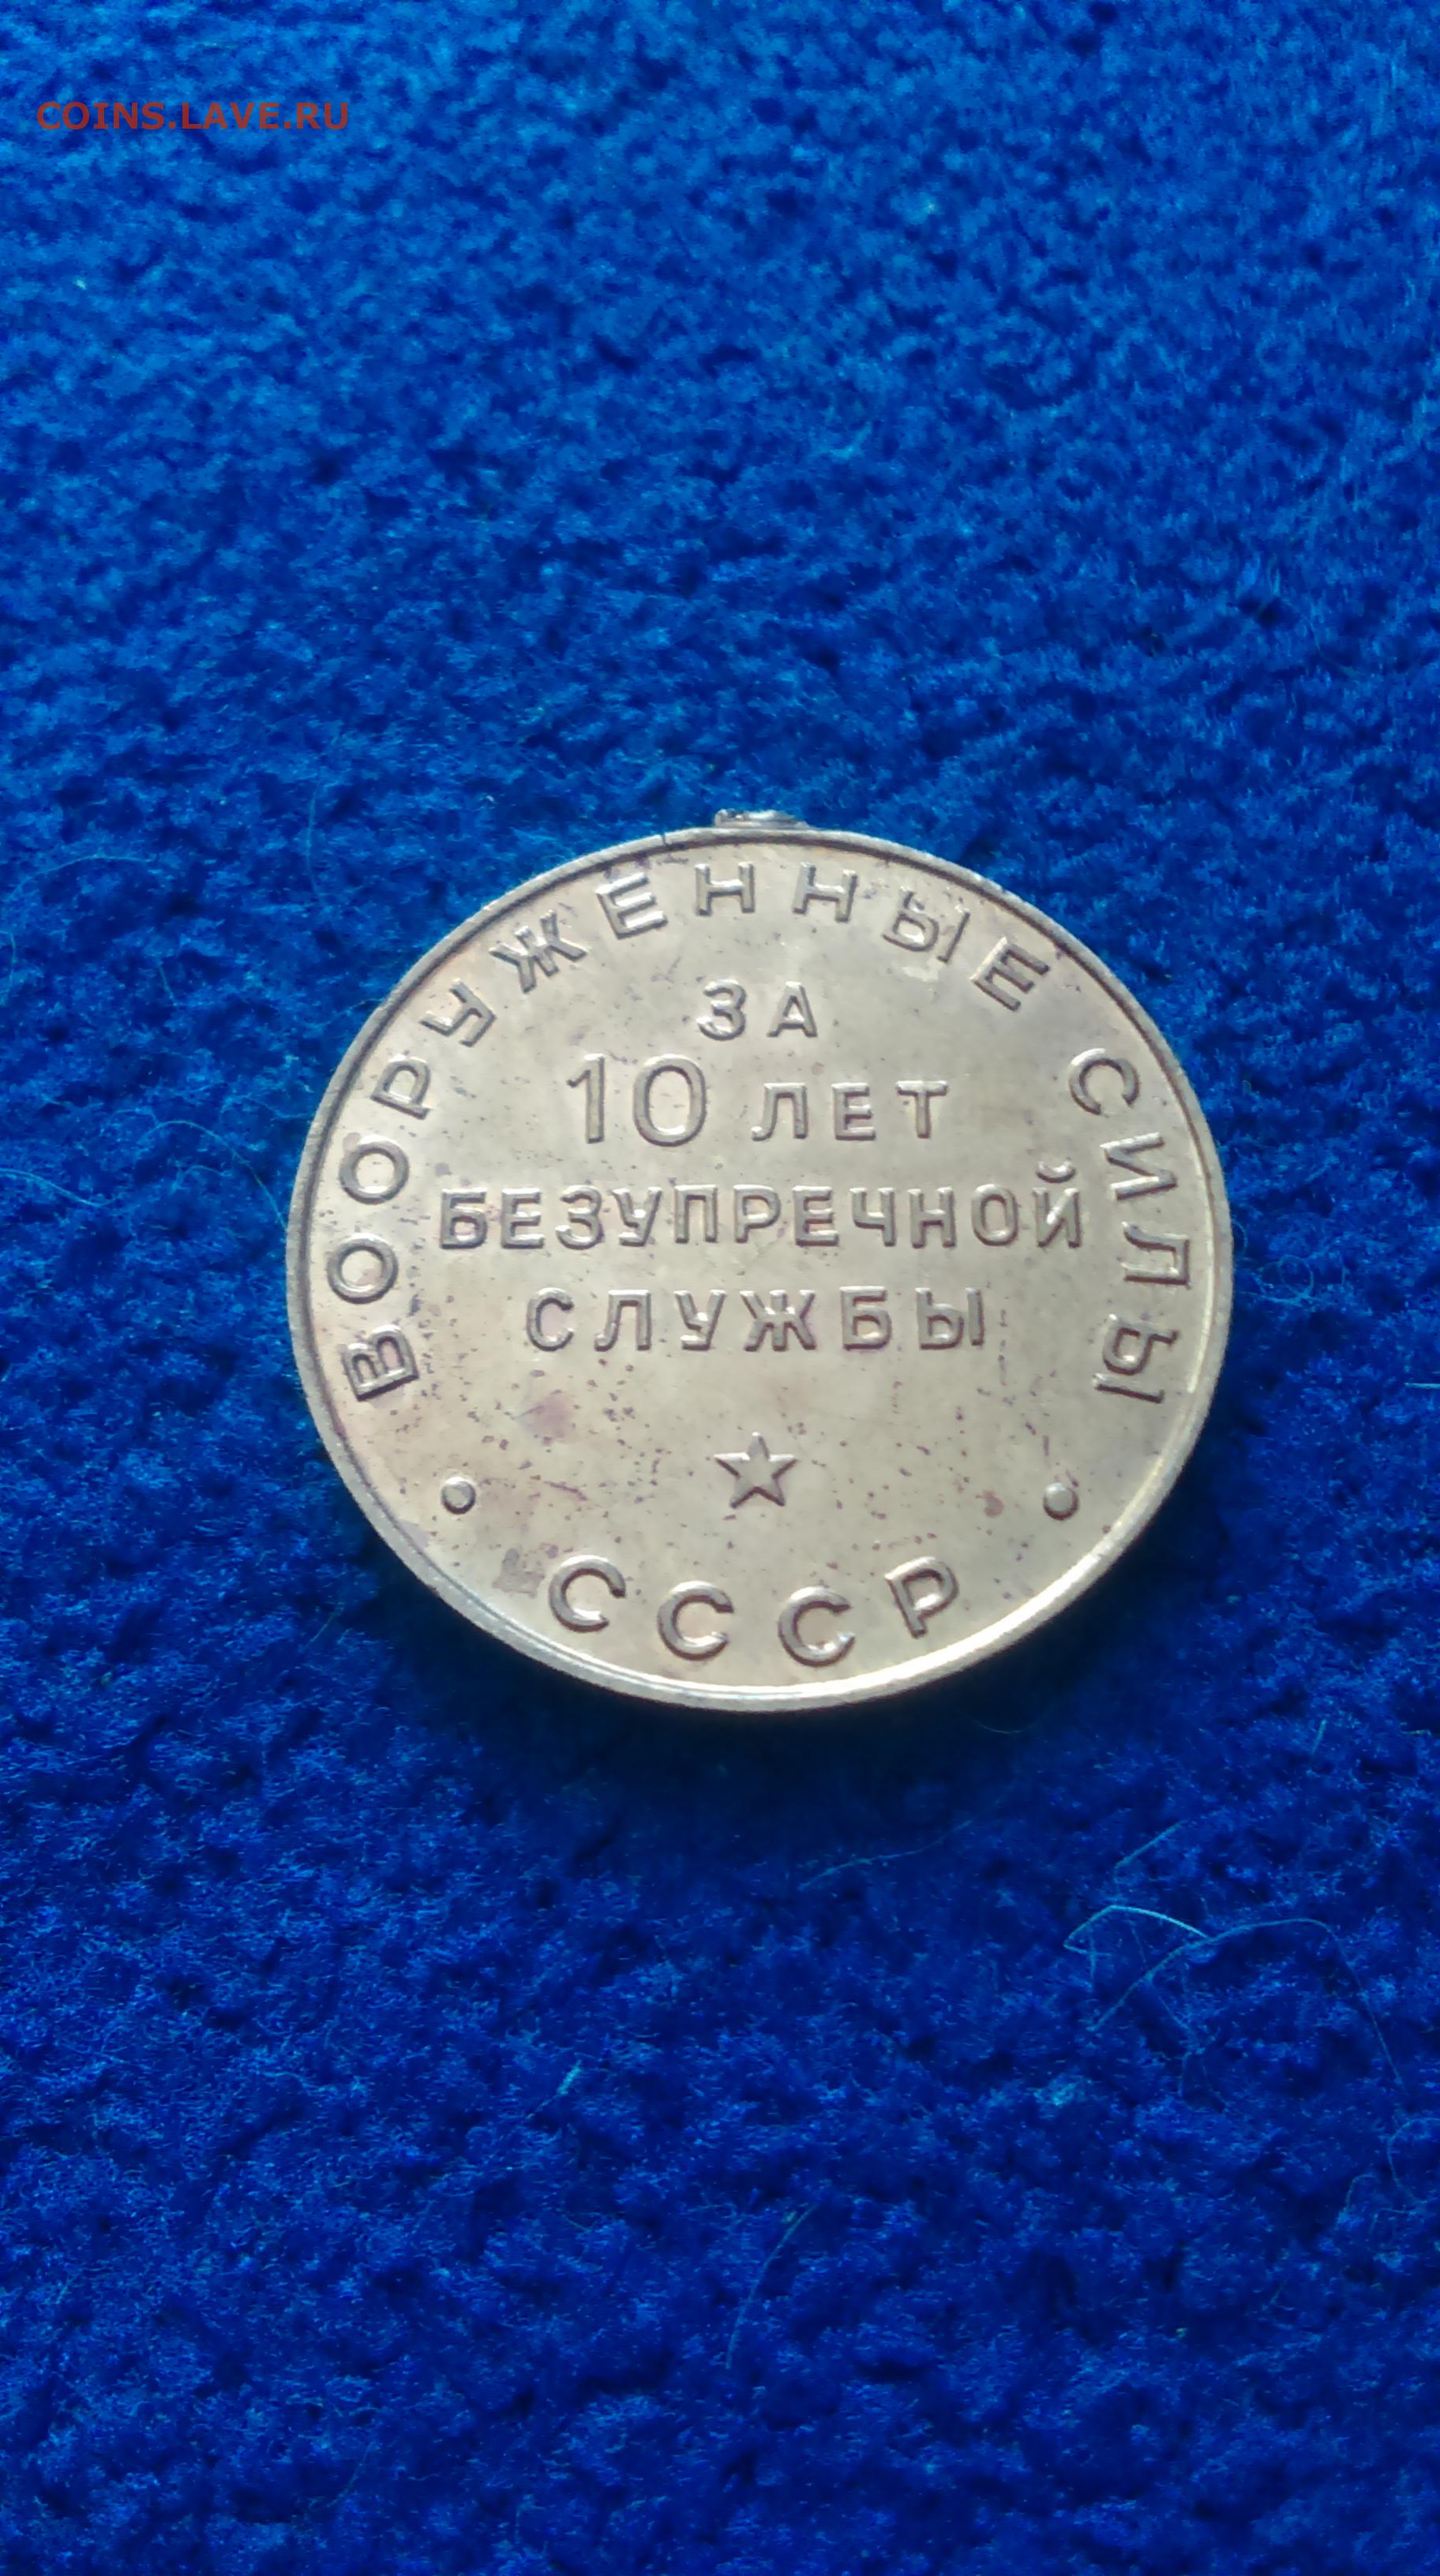 COINS.LAVE.RU
ВООРУЖЕННЫЕ СИЛЫ
ЗА
10 ЛЕТ
БЕЗУПРЕЧНОЙ
СЛУЖБЫ
СССР